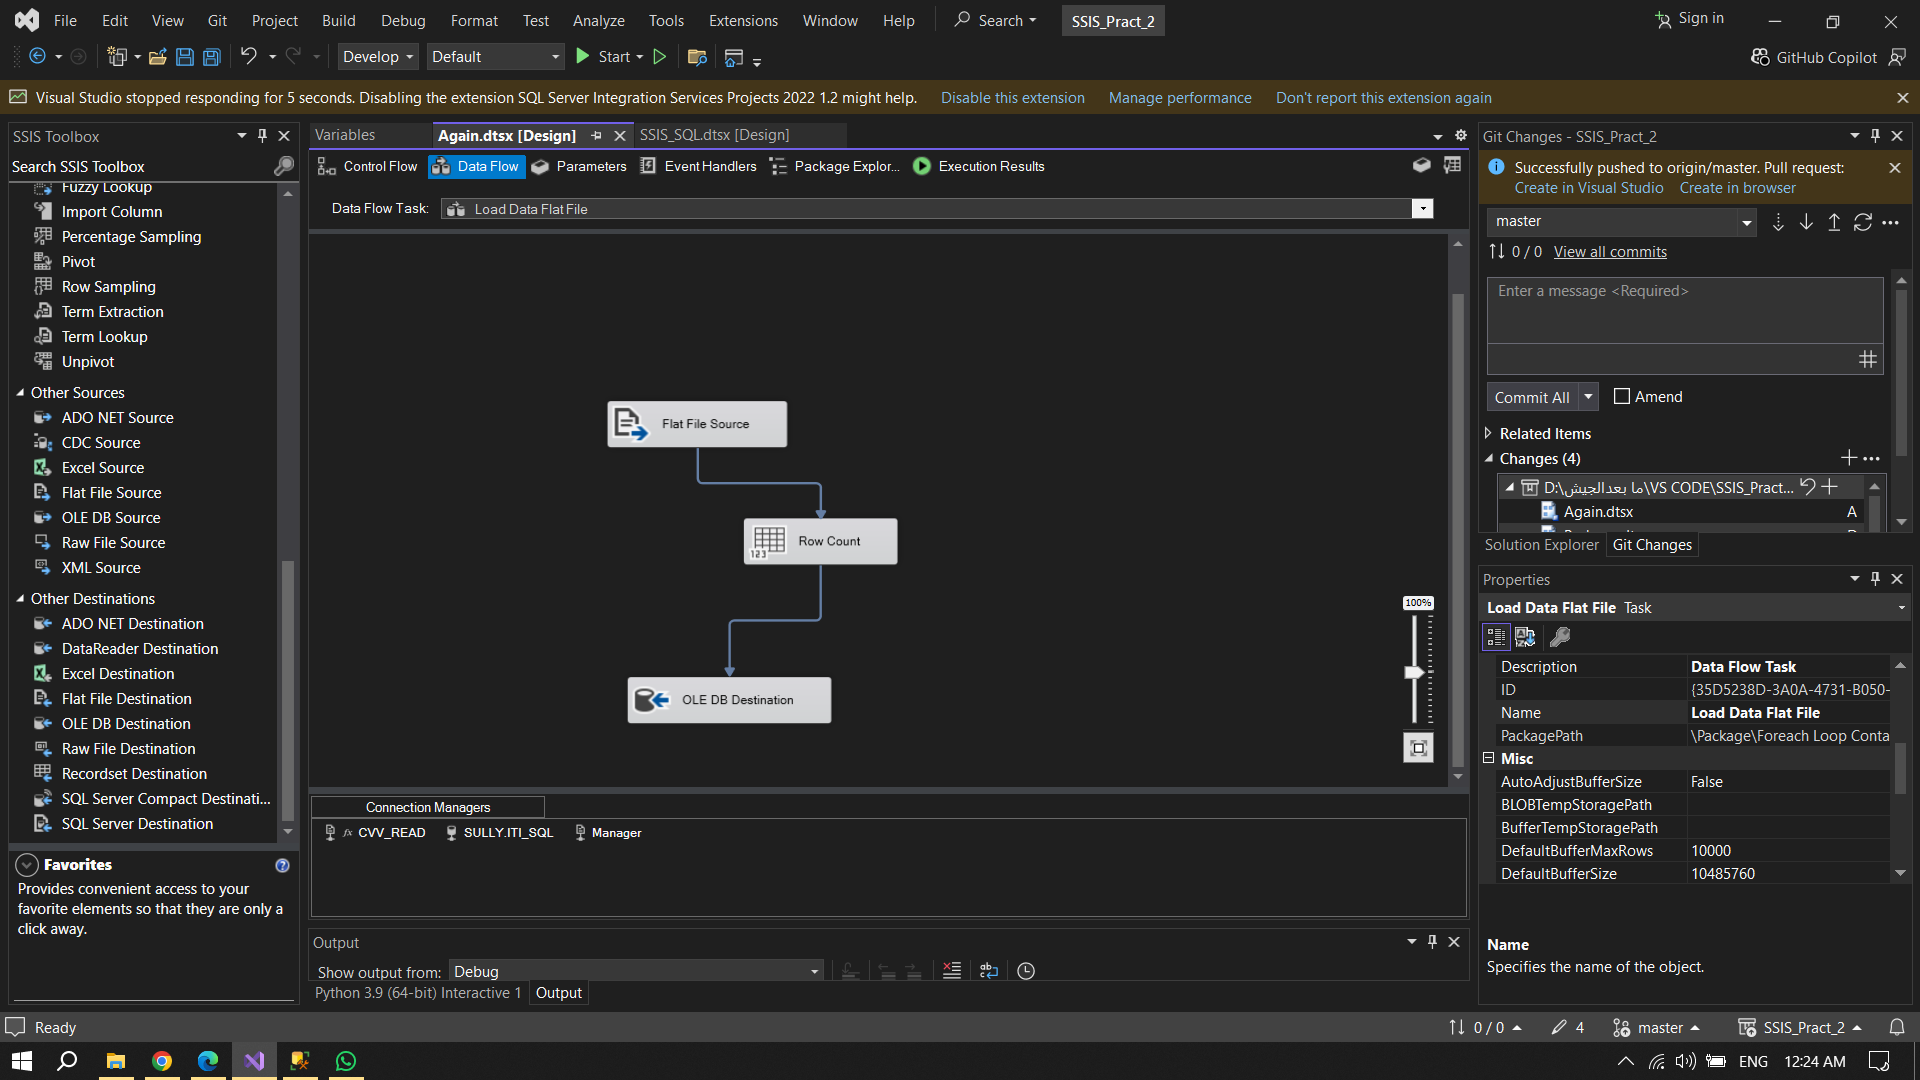 File Edit View Git Project Build Debug Format Test Analyze Tools Extensions Window Help Search SSIS_Pract_2 Sign in
Develop Default Start GitHub Copilot
Visual Studio stopped responding for 5 seconds. Disabling the extension SQL Server Integration Services Projects 2022 1.2 might help. Disable this extension Manage performance Don't report this extension again
SSIS Toolbox
Search SSIS Toolbox
Fuzzy Lookup
Import Column
Percentage Sampling
Pivot
Row Sampling
Term Extraction
Term Lookup
Unpivot
Other Sources
ADO NET Source
CDC Source
Excel Source
Flat File Source
OLE DB Source
Raw File Source
XML Source
Other Destinations
ADO NET Destination
DataReader Destination
Excel Destination
Flat File Destination
OLE DB Destination
Raw File Destination
Recordset Destination
SQL Server Compact Destinati...
SQL Server Destination
Favorites
Provides convenient access to your
favorite elements so that they are only a
click away.
Variables Again.dtsx [Design] SSIS_SQL.dtsx [Design]
Control Flow Data Flow Parameters Event Handlers Package Explor... Execution Results
Data Flow Task: Load Data Flat File
Flat File Source
Row Count
123
OLE DB Destination
100%
Connection Managers
fx CVV_READ SULLY.ITI_SQL Manager
Output
Show output from: Debug
Python 3.9 (64-bit) Interactive 1 Output
Git Changes - SSIS_Pract_2
Successfully pushed to origin/master. Pull request:
Create in Visual Studio Create in browser
master
0 / 0 View all commits
Enter a message <Required>
Commit All Amend
Related Items
Changes (4)
D:\ما بعدالجيش\VS CODE\SSIS_Pract...
Again.dtsx A
Solution Explorer Git Changes
Properties
Load Data Flat File Task
Description Data Flow Task
ID {35D5238D-3A0A-4731-B050-
Name Load Data Flat File
PackagePath \Package\Foreach Loop Conta
Misc
AutoAdjustBufferSize False
BLOBTempStoragePath
BufferTempStoragePath
DefaultBufferMaxRows 10000
DefaultBufferSize 10485760
Name
Specifies the name of the object.
Ready 0 / 0 4 master SSIS_Pract_2
ENG 12:24 AM